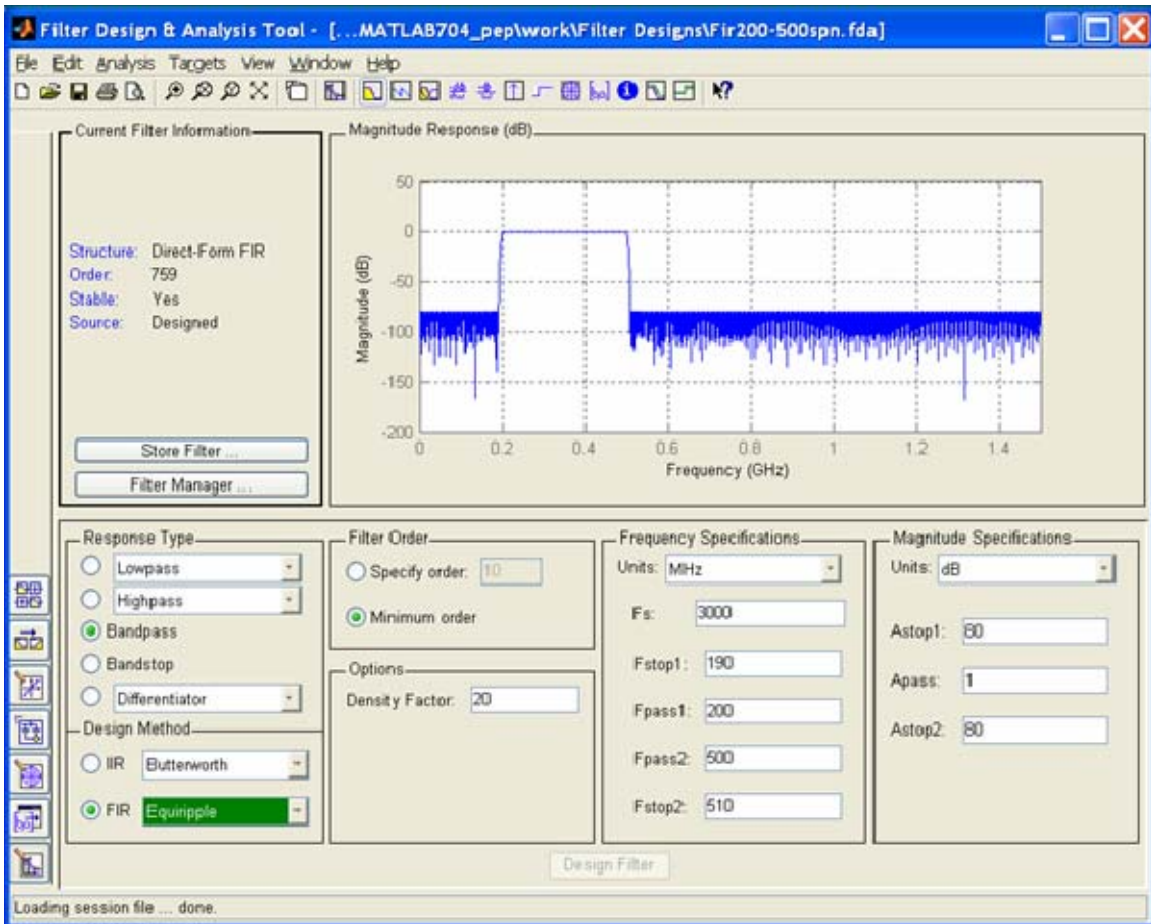 Filter Design & Analysis Tool - [...MATLAB704_pep\work\Filter Designs\Fir200-500spn.fda]
File Edit Analysis Targets View Window Help
Current Filter Information
Structure: Direct-Form FIR
Order: 759
Stable: Yes
Source: Designed
Store Filter ...
Filter Manager ...
Magnitude Response (dB)
Magnitude (dB)
50
0
-50
-100
-150
-200
0 0.2 0.4 0.6 0.8 1 1.2 1.4
Frequency (GHz)
Response Type
Lowpass
Highpass
Bandpass
Bandstop
Differentiator
Design Method
IIR Butterworth
FIR Equiripple
Filter Order
Specify order: 10
Minimum order
Options
Density Factor: 20
Frequency Specifications
Units: MHz
Fs: 3000
Fstop1: 190
Fpass1: 200
Fpass2: 500
Fstop2: 510
Magnitude Specifications
Units: dB
Astop1: 80
Apass: 1
Astop2: 80
Design Filter
Loading session file ... done.